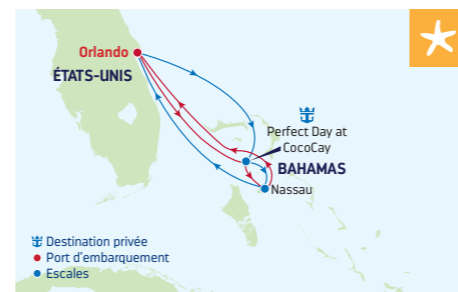 Orlando
ÉTATS-UNIS
Perfect Day at
CocoCay
BAHAMAS
Nassau
Destination privée
Port d'embarquement
Escales